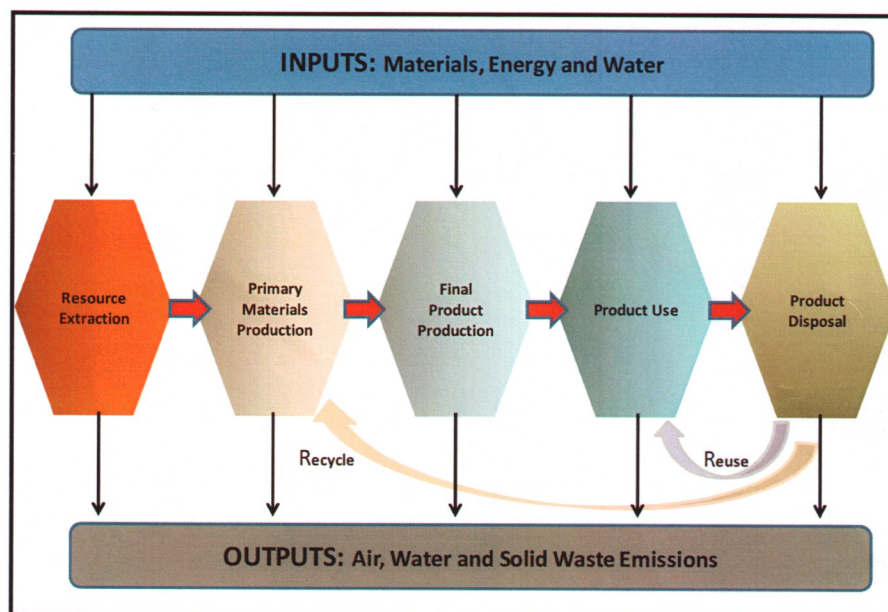 INPUTS: Materials, Energy and Water
Resource
Extraction
Primary
Materials
Production
Final
Product
Production
Product Use
Product
Disposal
Recycle
Reuse
OUTPUTS: Air, Water and Solid Waste Emissions